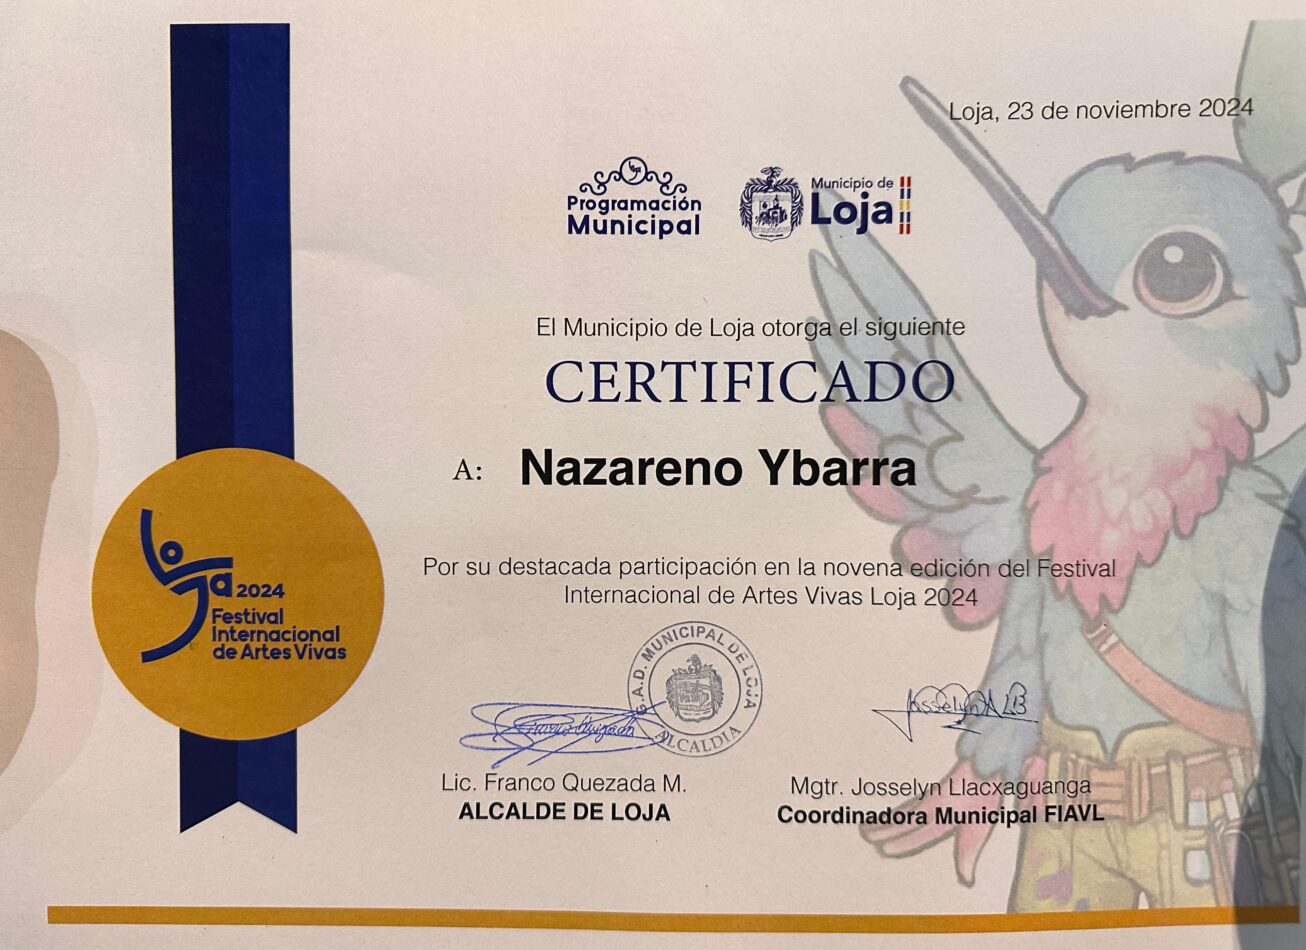 Loja, 23 de noviembre 2024
Programación
Municipal
Municipio de
Loja
El Municipio de Loja otorga el siguiente
CERTIFICADO
A: Nazareno Ybarra
Por su destacada participación en la novena edición del Festival
Internacional de Artes Vivas Loja 2024
Loja 2024
Festival
Internacional
de Artes Vivas
G.A.D. MUNICIPAL DE LOJA
ALCALDIA
Josselyn
Lic. Franco Quezada M.
ALCALDE DE LOJA
Mgtr. Josselyn Llacxaguanga
Coordinadora Municipal FIAVL